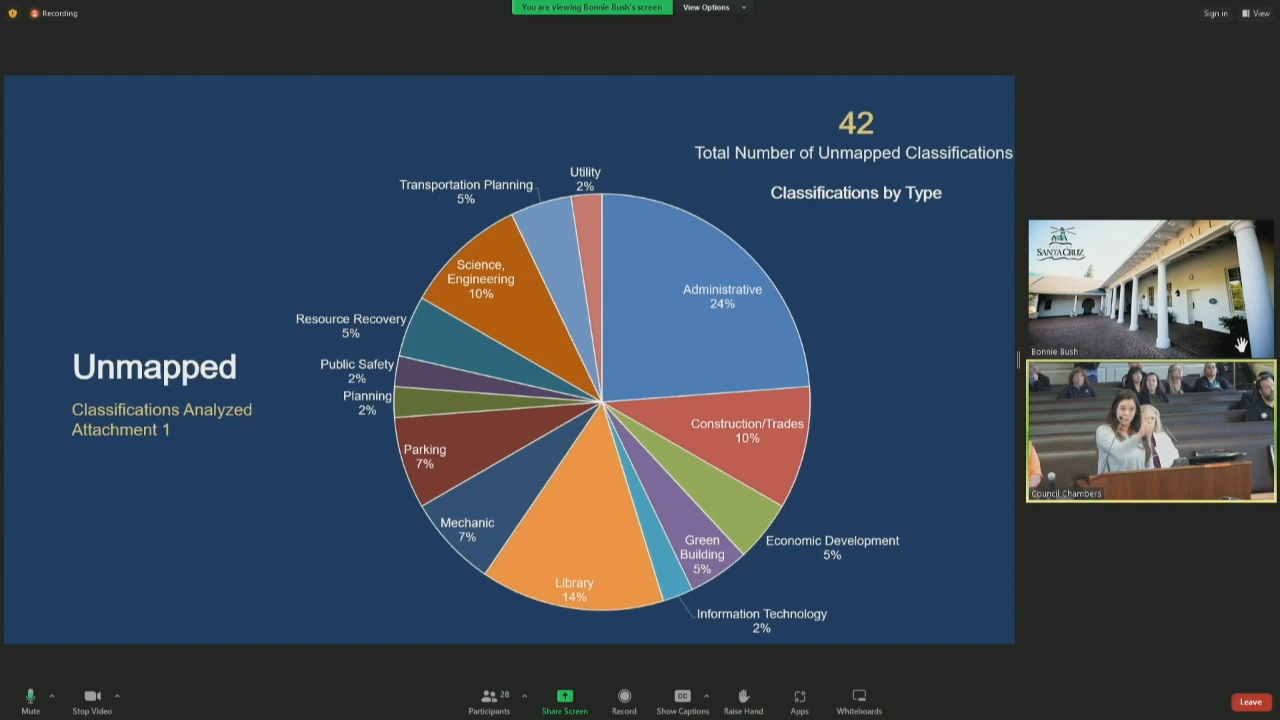 Recording
You are viewing Bonnie Bush's screen
View Options
Sign in
View
42
Total Number of Unmapped Classifications
Classifications by Type
Utility
2%
Transportation Planning
5%
Science,
Engineering
10%
Administrative
24%
Resource Recovery
5%
Public Safety
2%
Planning
2%
Parking
7%
Construction/Trades
10%
Mechanic
7%
Economic Development
5%
Green
Building
5%
Library
14%
Information Technology
2%
Unmapped
Classifications Analyzed
Attachment 1
SANTA CRUZ
HALL
Bonnie Bush
Council Chambers
Mute
Stop Video
Participants
28
Share Screen
Record
CC
Show Captions
Raise Hand
Apps
Whiteboards
Leave